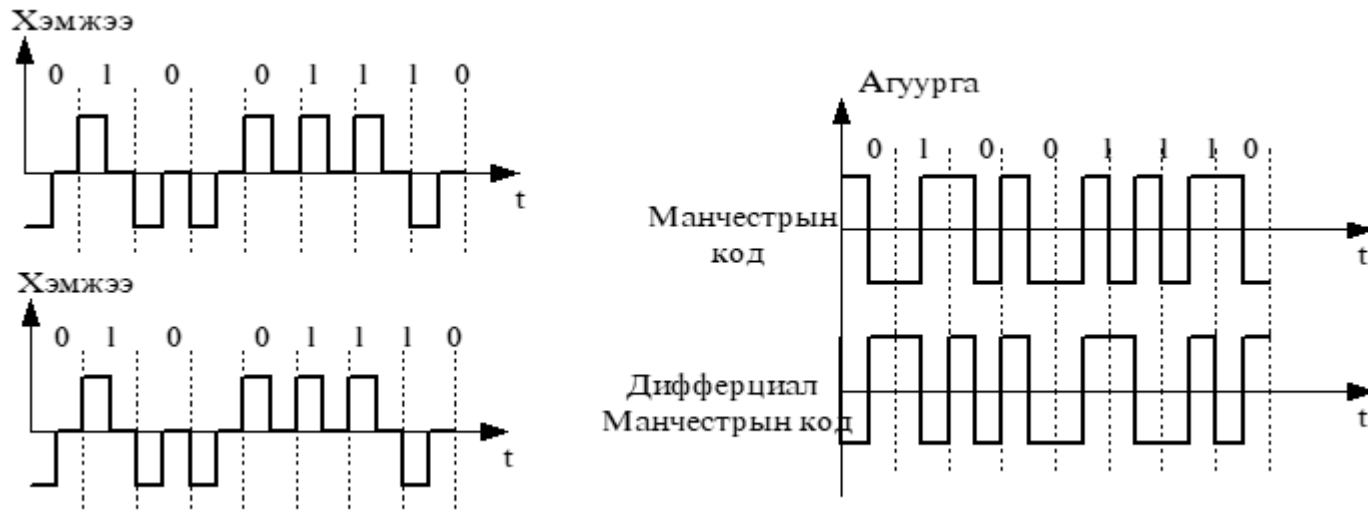 Хэмжээ
0 1 0 0 1 1 1 0
t
Хэмжээ
0 1 0 0 1 1 1 0
t
Агуурга
0 1 0 0 1 1 1 0
Манчестрын
код
t
Дифферциал
Манчестрын код
t